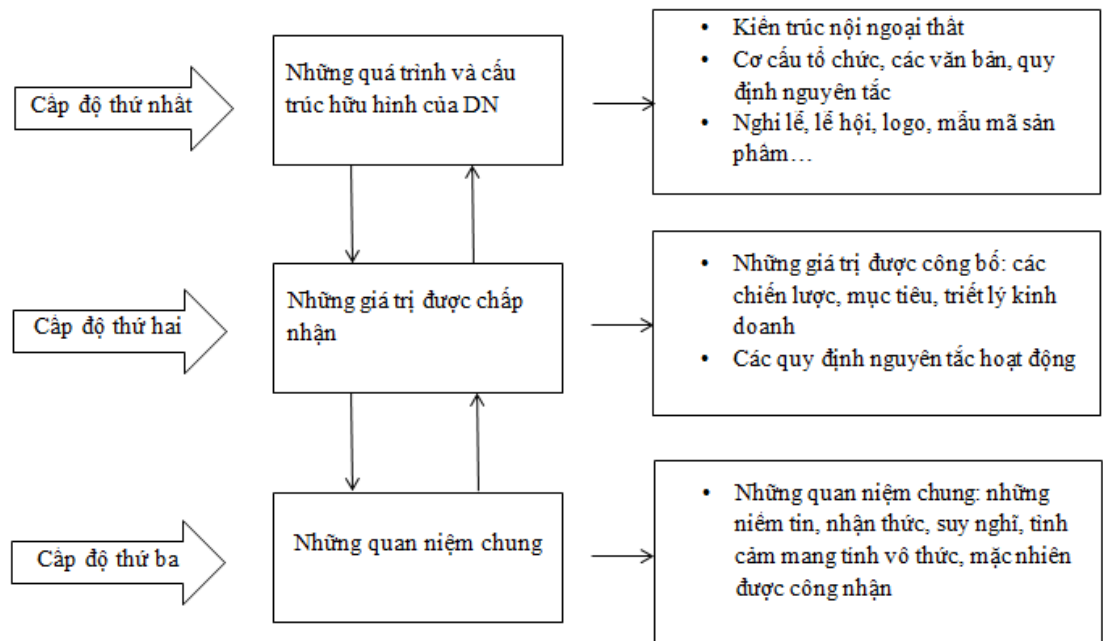 Cấp độ thứ nhất
Những quá trình và cấu
trúc hữu hình của DN
• Kiến trúc nội ngoại thất
• Cơ cấu tổ chức, các văn bản, quy
định nguyên tắc
• Nghi lể, lể hội, logo, mẫu mã sản
phâm…
Cấp độ thứ hai
Những giá trị được chấp
nhận
• Những giá trị được công bố: các
chiến lược, mục tiêu, triết lý kinh
doanh
• Các quy định nguyên tắc hoạt động
Cấp độ thứ ba
Những quan niệm chung
• Những quan niệm chung: những
niềm tin, nhận thức, suy nghĩ, tình
cảm mang tính vô thức, mặc nhiên
được công nhận